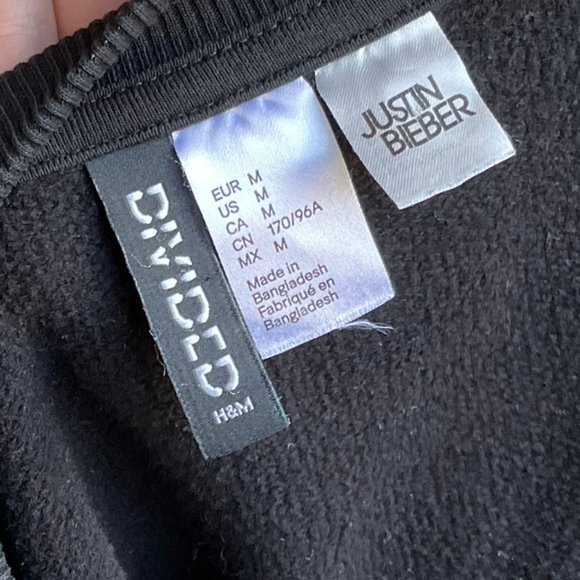 DIVIDED
H&M
EUR M
US M
CA M
CN 170/96A
MX M
Made in
Bangladesh
Fabriqué en
Bangladesh
JUSTIN
BIEBER